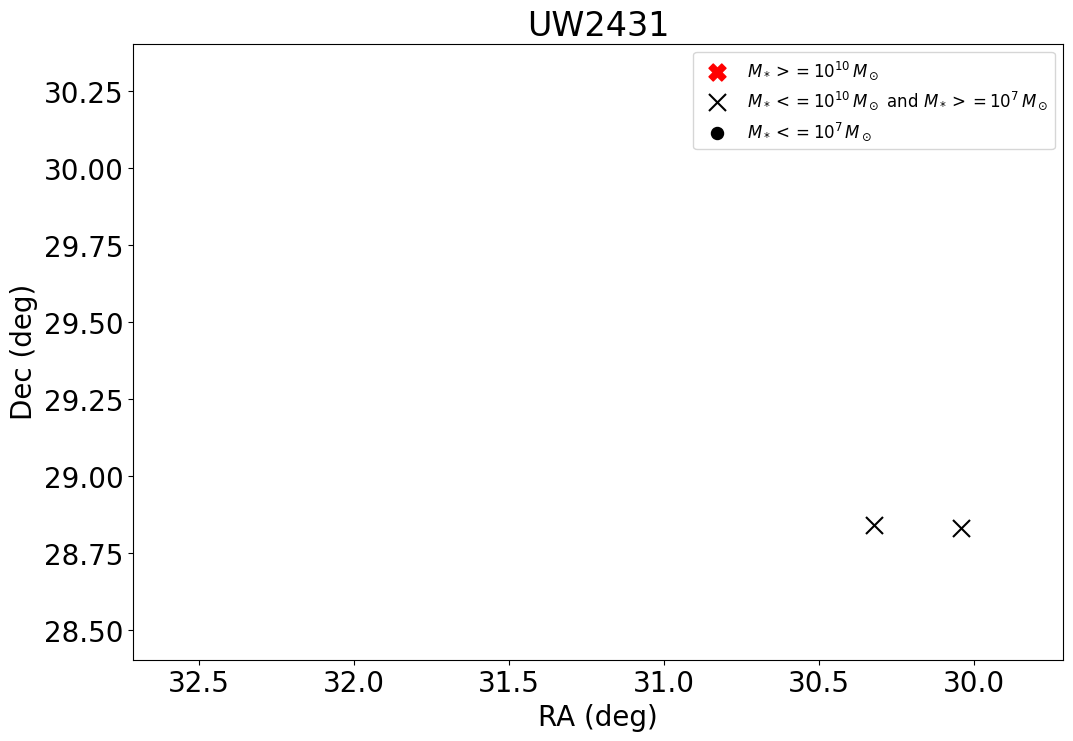 UW2431
M* >= 10^10 M⊙
M* <= 10^10 M⊙ and M* >= 10^7 M⊙
M* <= 10^7 M⊙
30.25
30.00
29.75
29.50
29.25
29.00
28.75
28.50
Dec (deg)
32.5 32.0 31.5 31.0 30.5 30.0
RA (deg)